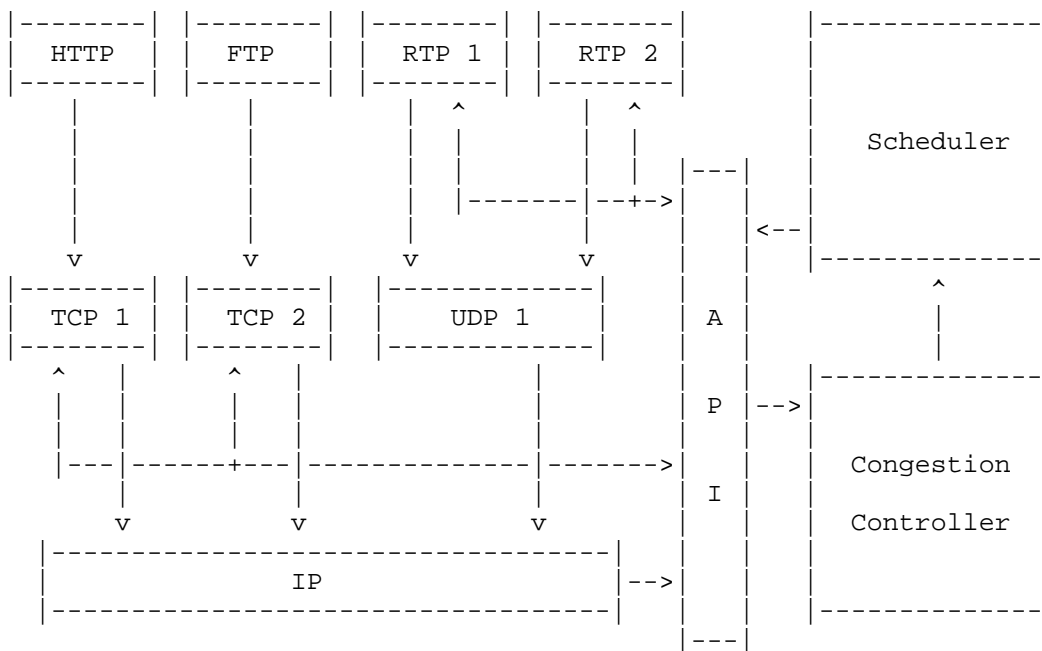 HTTP FTP RTP 1 RTP 2
Scheduler
TCP 1 TCP 2 UDP 1 A
P
Congestion
I
Controller
IP